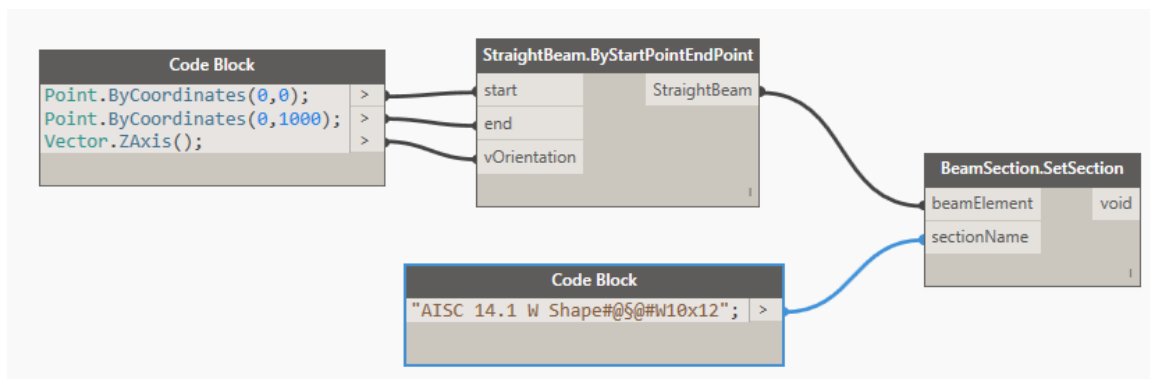 Code Block
Point.ByCoordinates(0,0); >
Point.ByCoordinates(0,1000); >
Vector.ZAxis(); >
StraightBeam.ByStartPointEndPoint
start StraightBeam
end
vOrientation
BeamSection.SetSection
beamElement void
sectionName
Code Block
"AISC 14.1 W Shape#@§@#W10x12"; >